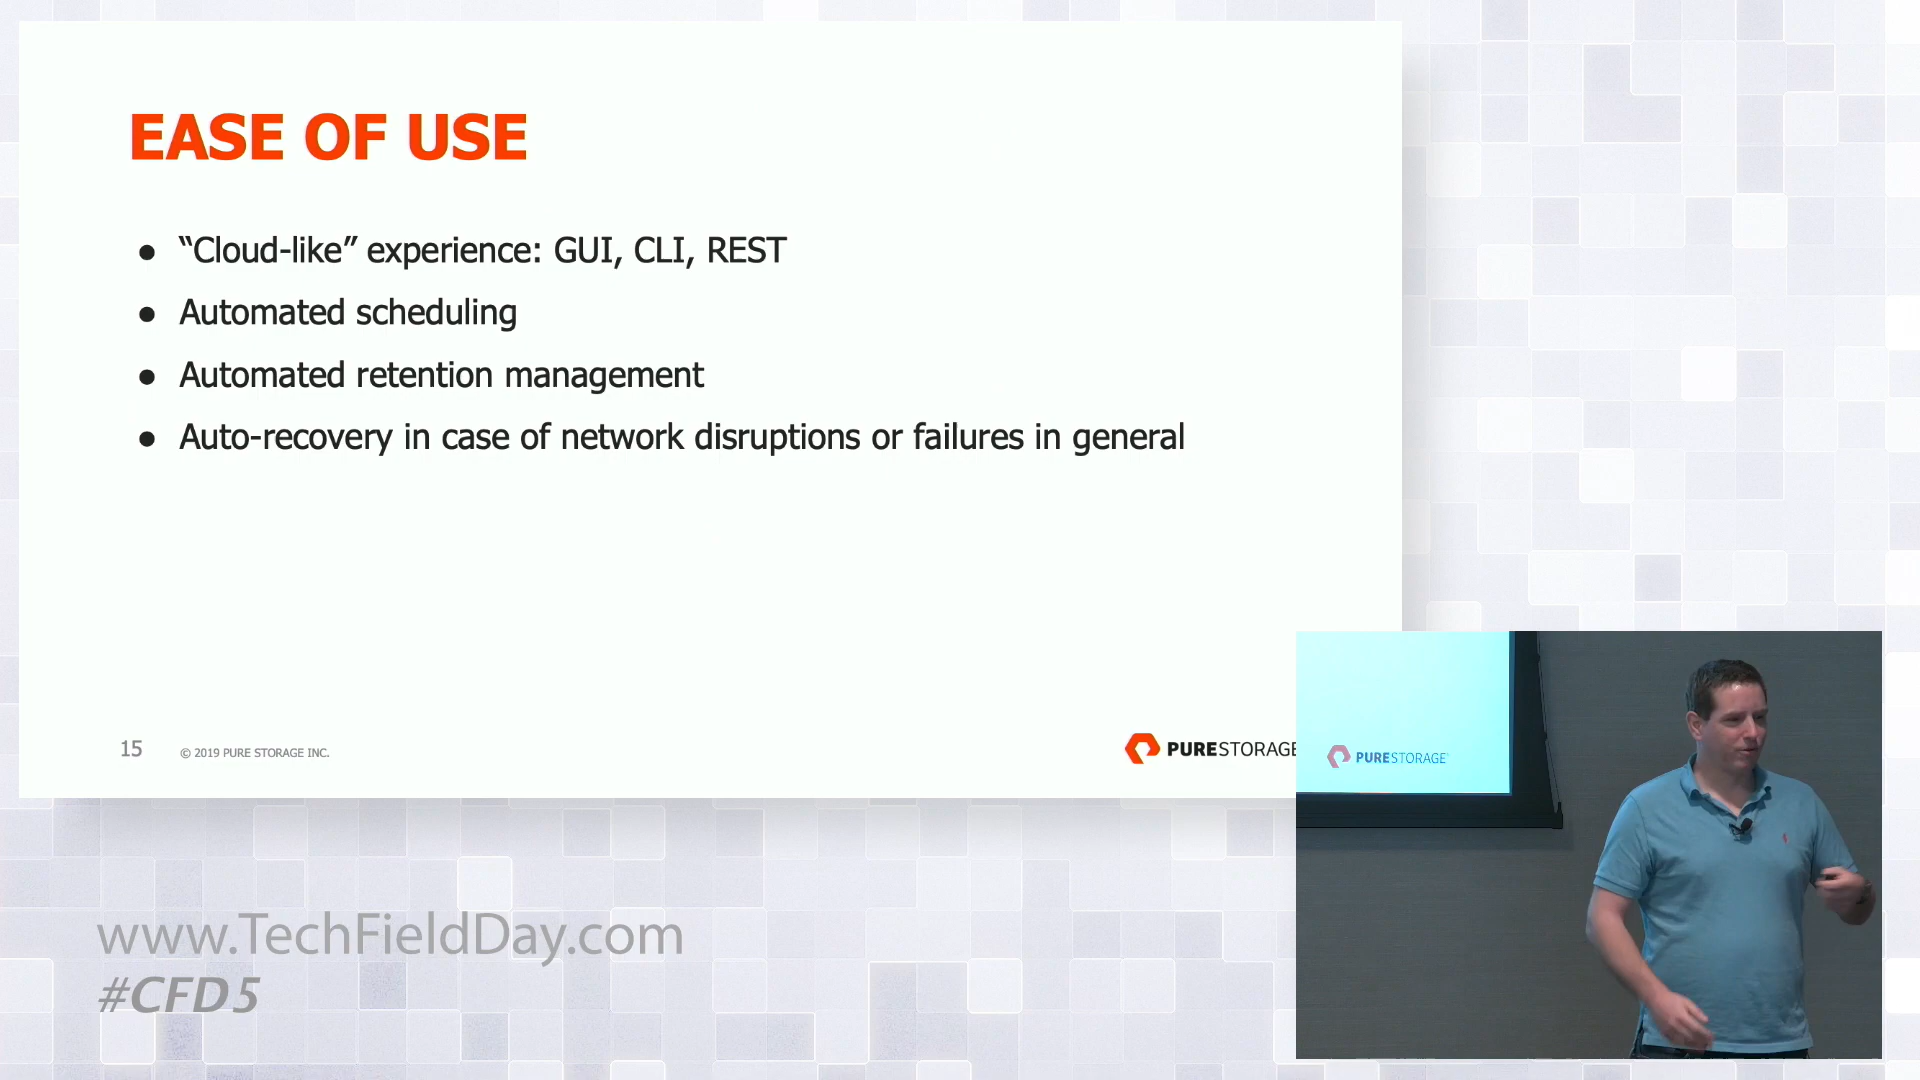 EASE OF USE
● “Cloud-like” experience: GUI, CLI, REST
● Automated scheduling
● Automated retention management
● Auto-recovery in case of network disruptions or failures in general
15
© 2019 PURE STORAGE INC.
PURESTORAGE
PURESTORAGE
www.TechFieldDay.com
#CFD5